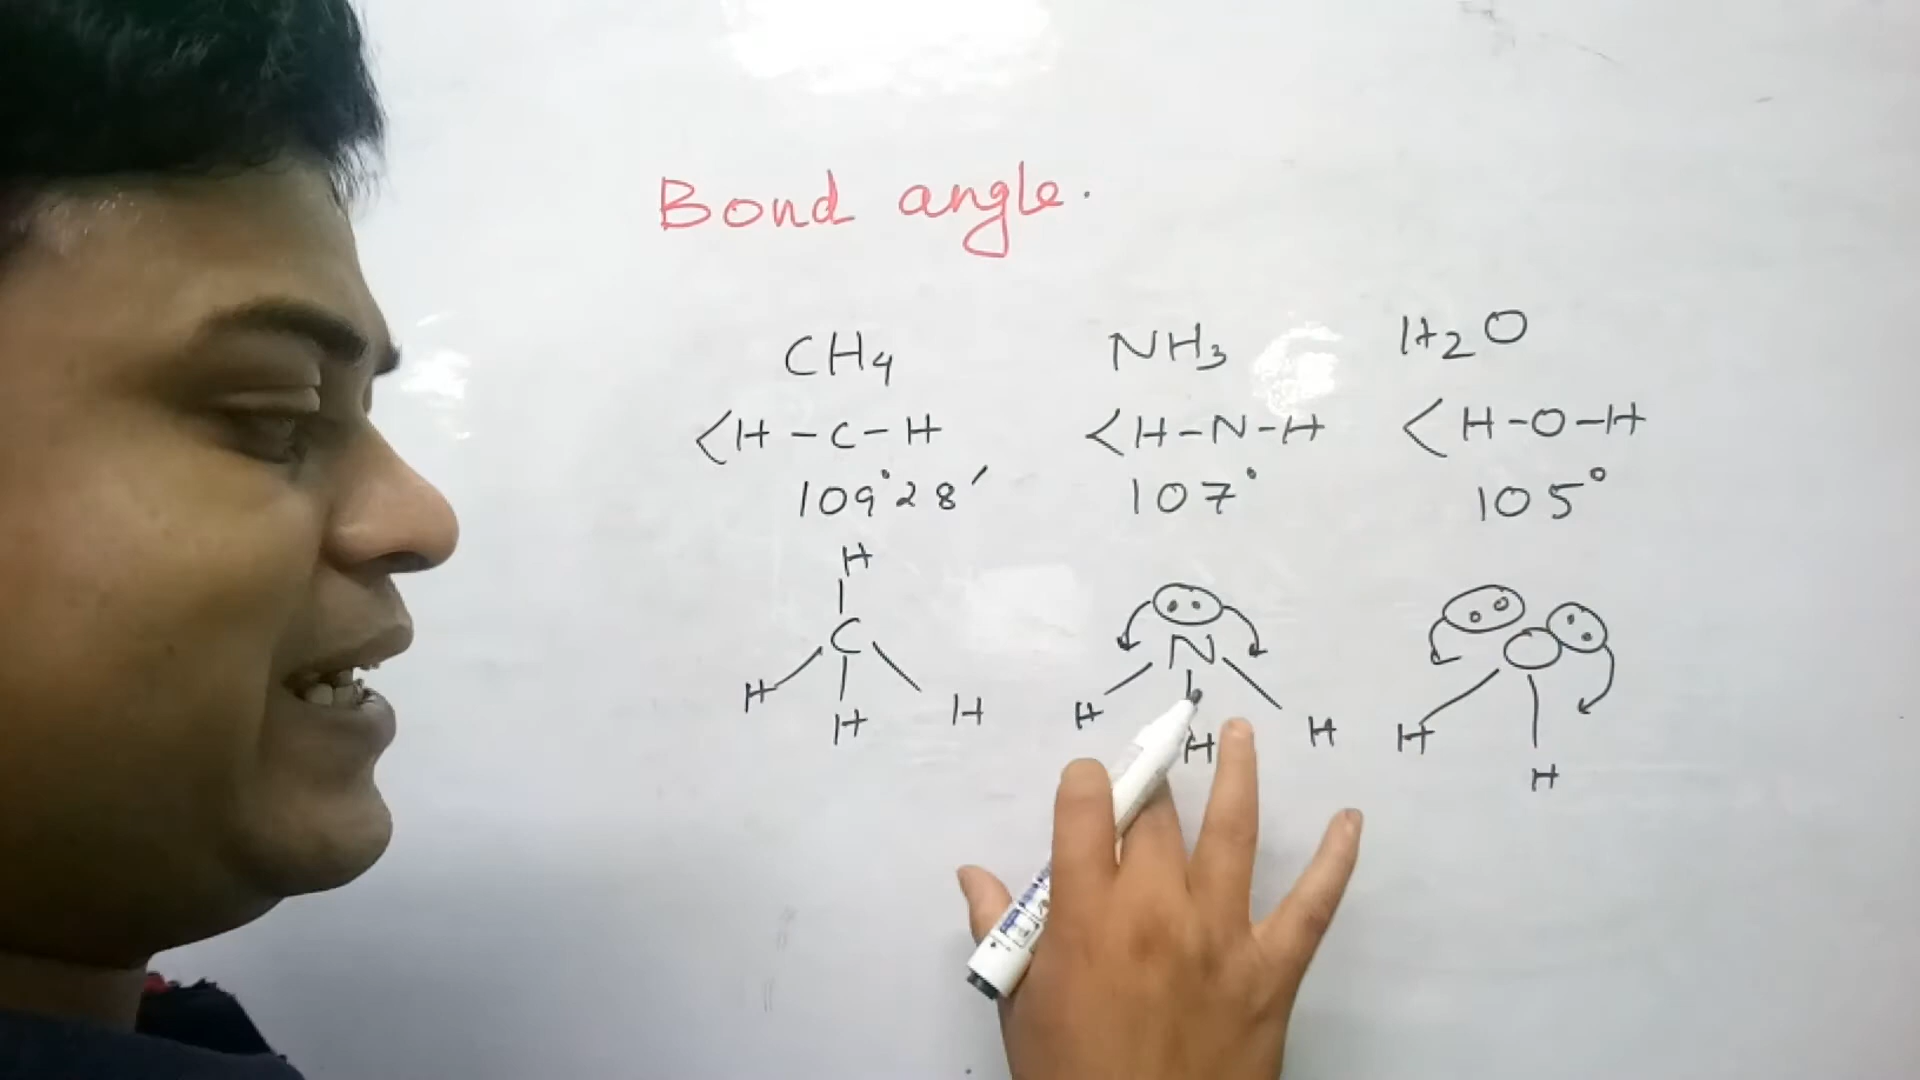 Bond angle.
CH4 NH3 H2O
<H-C-H <H-N-H <H-O-H
109°28′ 107° 105°
H
C N O
H H H H H H H H